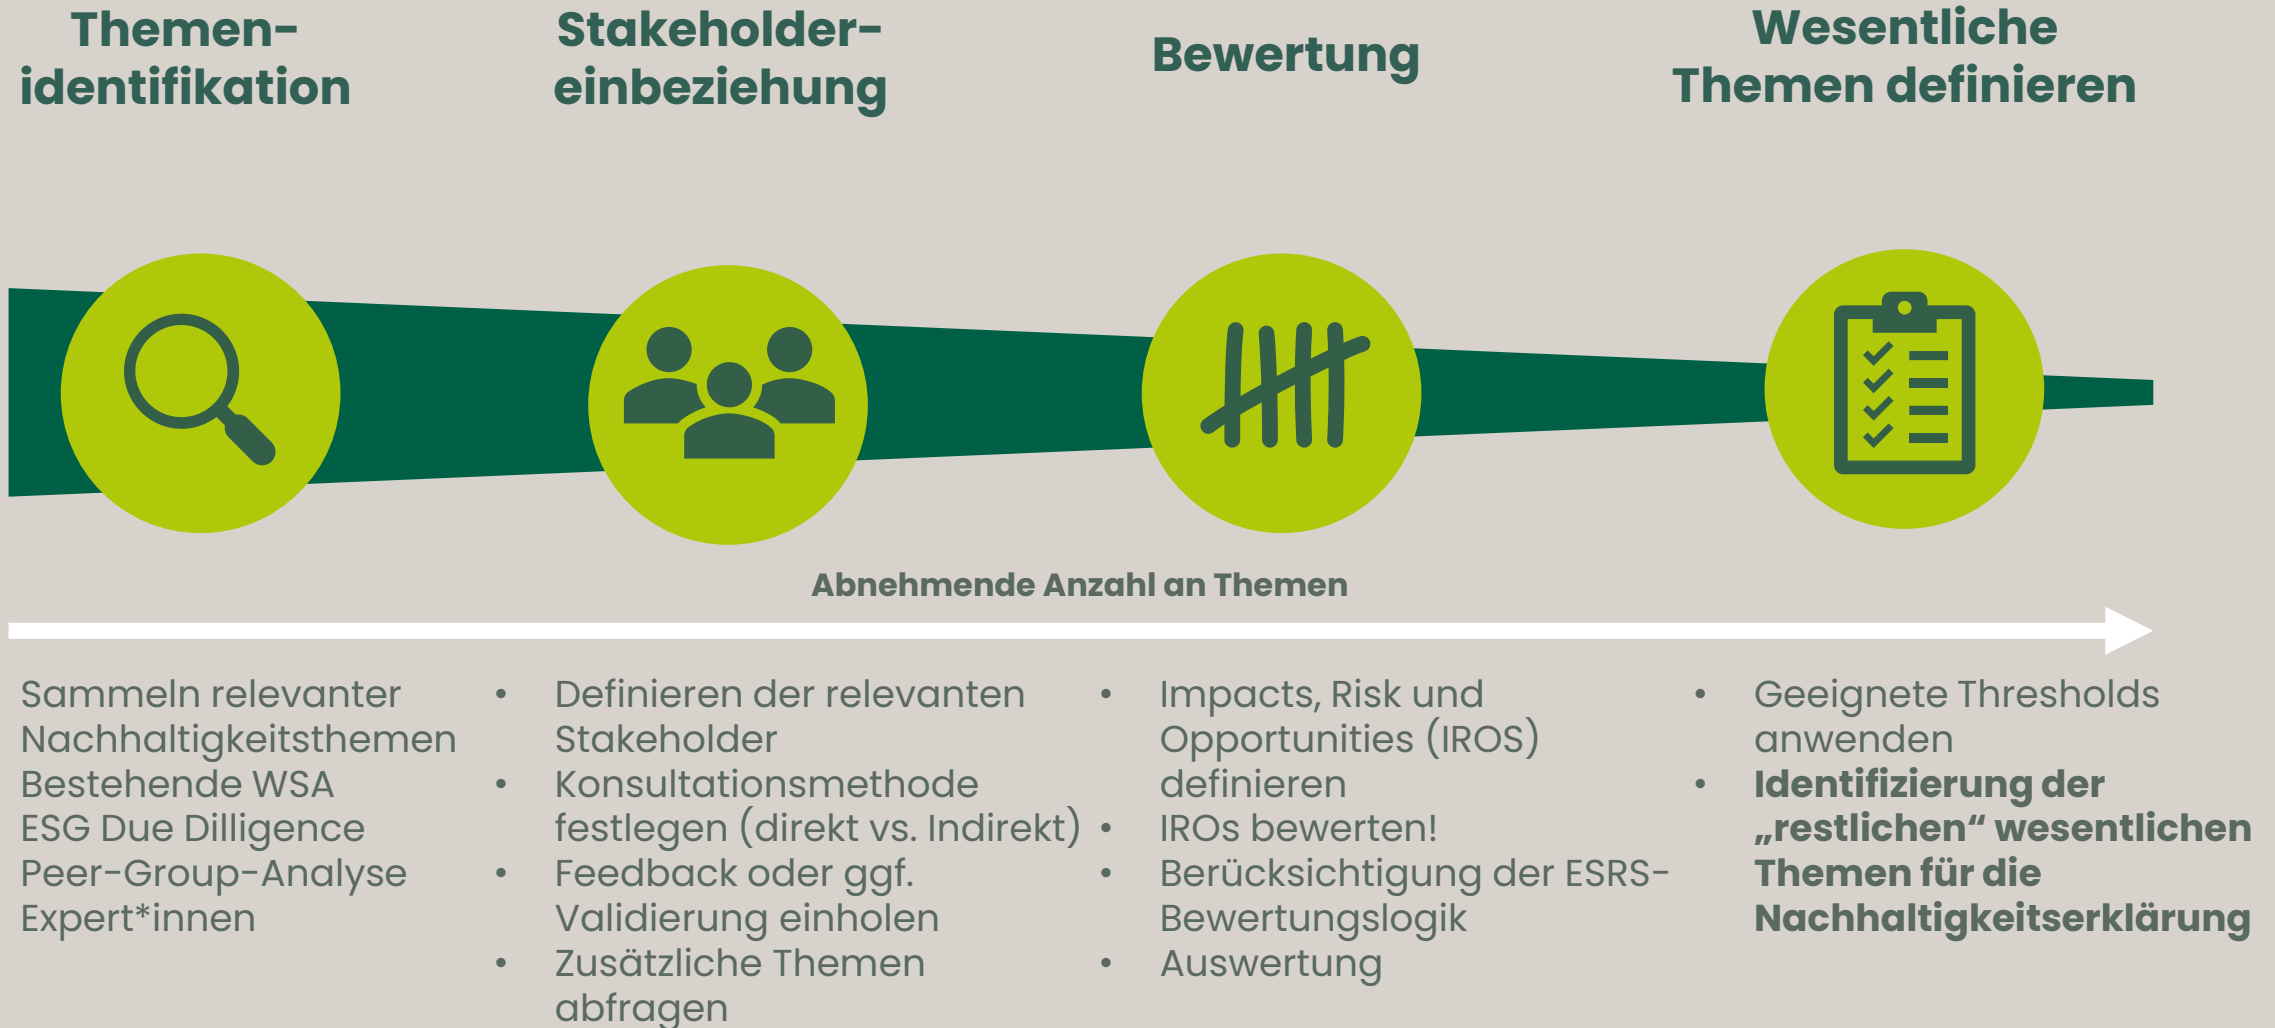 Themen-
identifikation
Stakeholder-
einbeziehung
Bewertung
Wesentliche
Themen definieren
Abnehmende Anzahl an Themen
Sammeln relevanter
Nachhaltigkeitsthemen
Bestehende WSA
ESG Due Dilligence
Peer-Group-Analyse
Expert*innen
• Definieren der relevanten
Stakeholder
• Konsultationsmethode
festlegen (direkt vs. Indirekt)
• Feedback oder ggf.
Validierung einholen
• Zusätzliche Themen
abfragen
• Impacts, Risk und
Opportunities (IROS)
definieren
• IROs bewerten!
• Berücksichtigung der ESRS-
Bewertungslogik
• Auswertung
• Geeignete Thresholds
anwenden
• Identifizierung der
„restlichen“ wesentlichen
Themen für die
Nachhaltigkeitserklärung